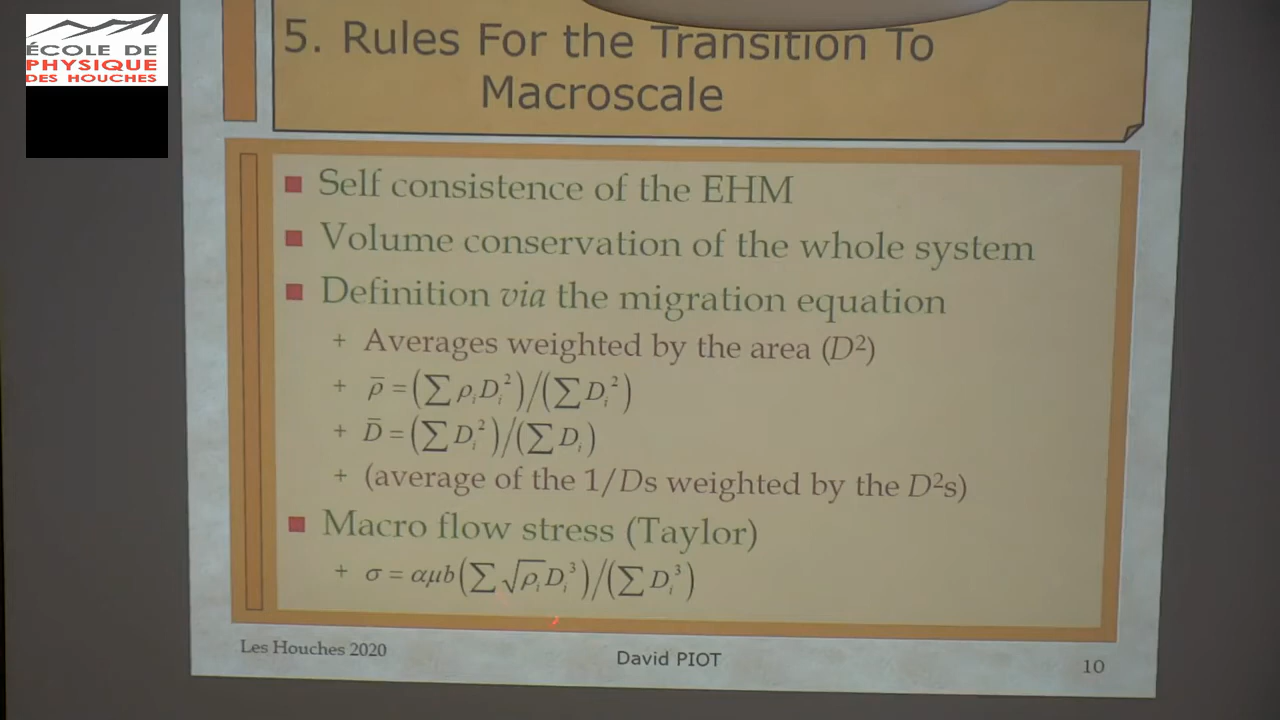 ÉCOLE DE
PHYSIQUE
DES HOUCHES
5. Rules For the Transition To
Macroscale
■ Self consistence of the EHM
■ Volume conservation of the whole system
■ Definition via the migration equation
+ Averages weighted by the area (D²)
+ ρ̄ = (∑ ρᵢDᵢ²)/(∑ Dᵢ²)
+ D̄ = (∑ Dᵢ²)/(∑ Dᵢ)
+ (average of the 1/Ds weighted by the D²s)
■ Macro flow stress (Taylor)
+ σ = αμb(∑ √ρᵢ Dᵢ³)/(∑ Dᵢ³)
Les Houches 2020
David PIOT
10